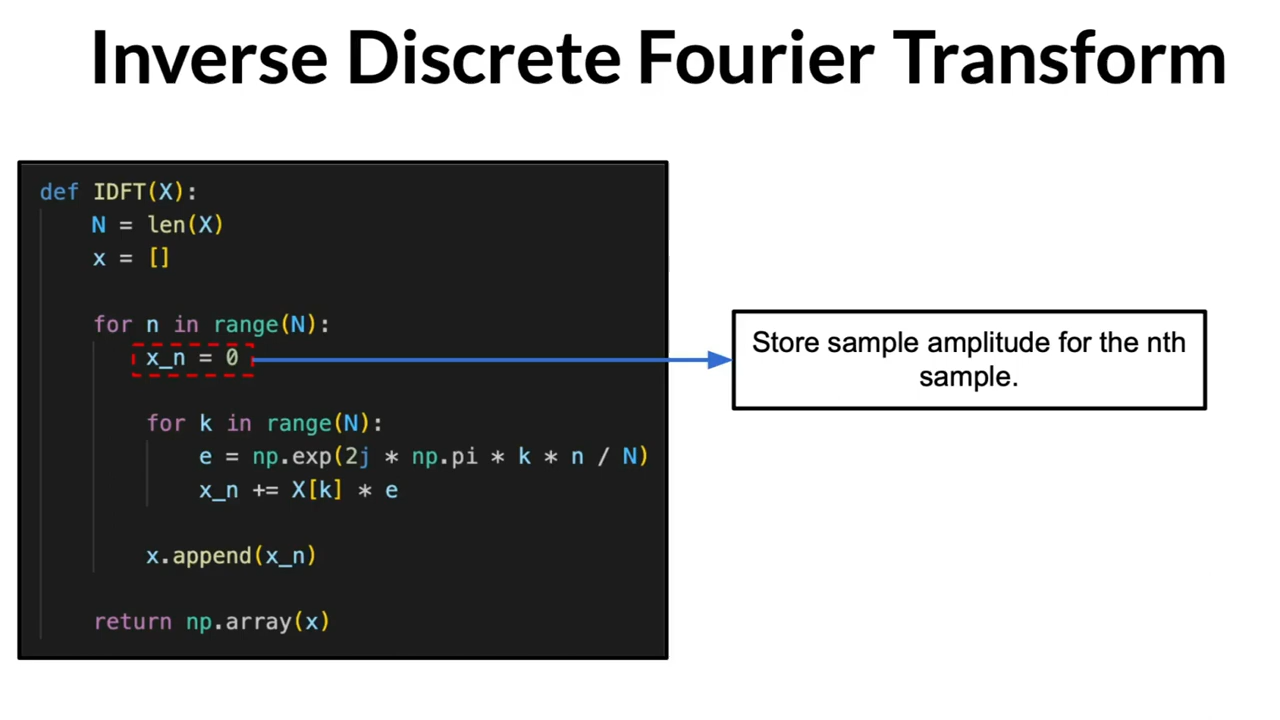 Inverse Discrete Fourier Transform
def IDFT(X):
N = len(X)
x = []
for n in range(N):
x_n = 0
for k in range(N):
e = np.exp(2j * np.pi * k * n / N)
x_n += X[k] * e
x.append(x_n)
return np.array(x)
Store sample amplitude for the nth
sample.